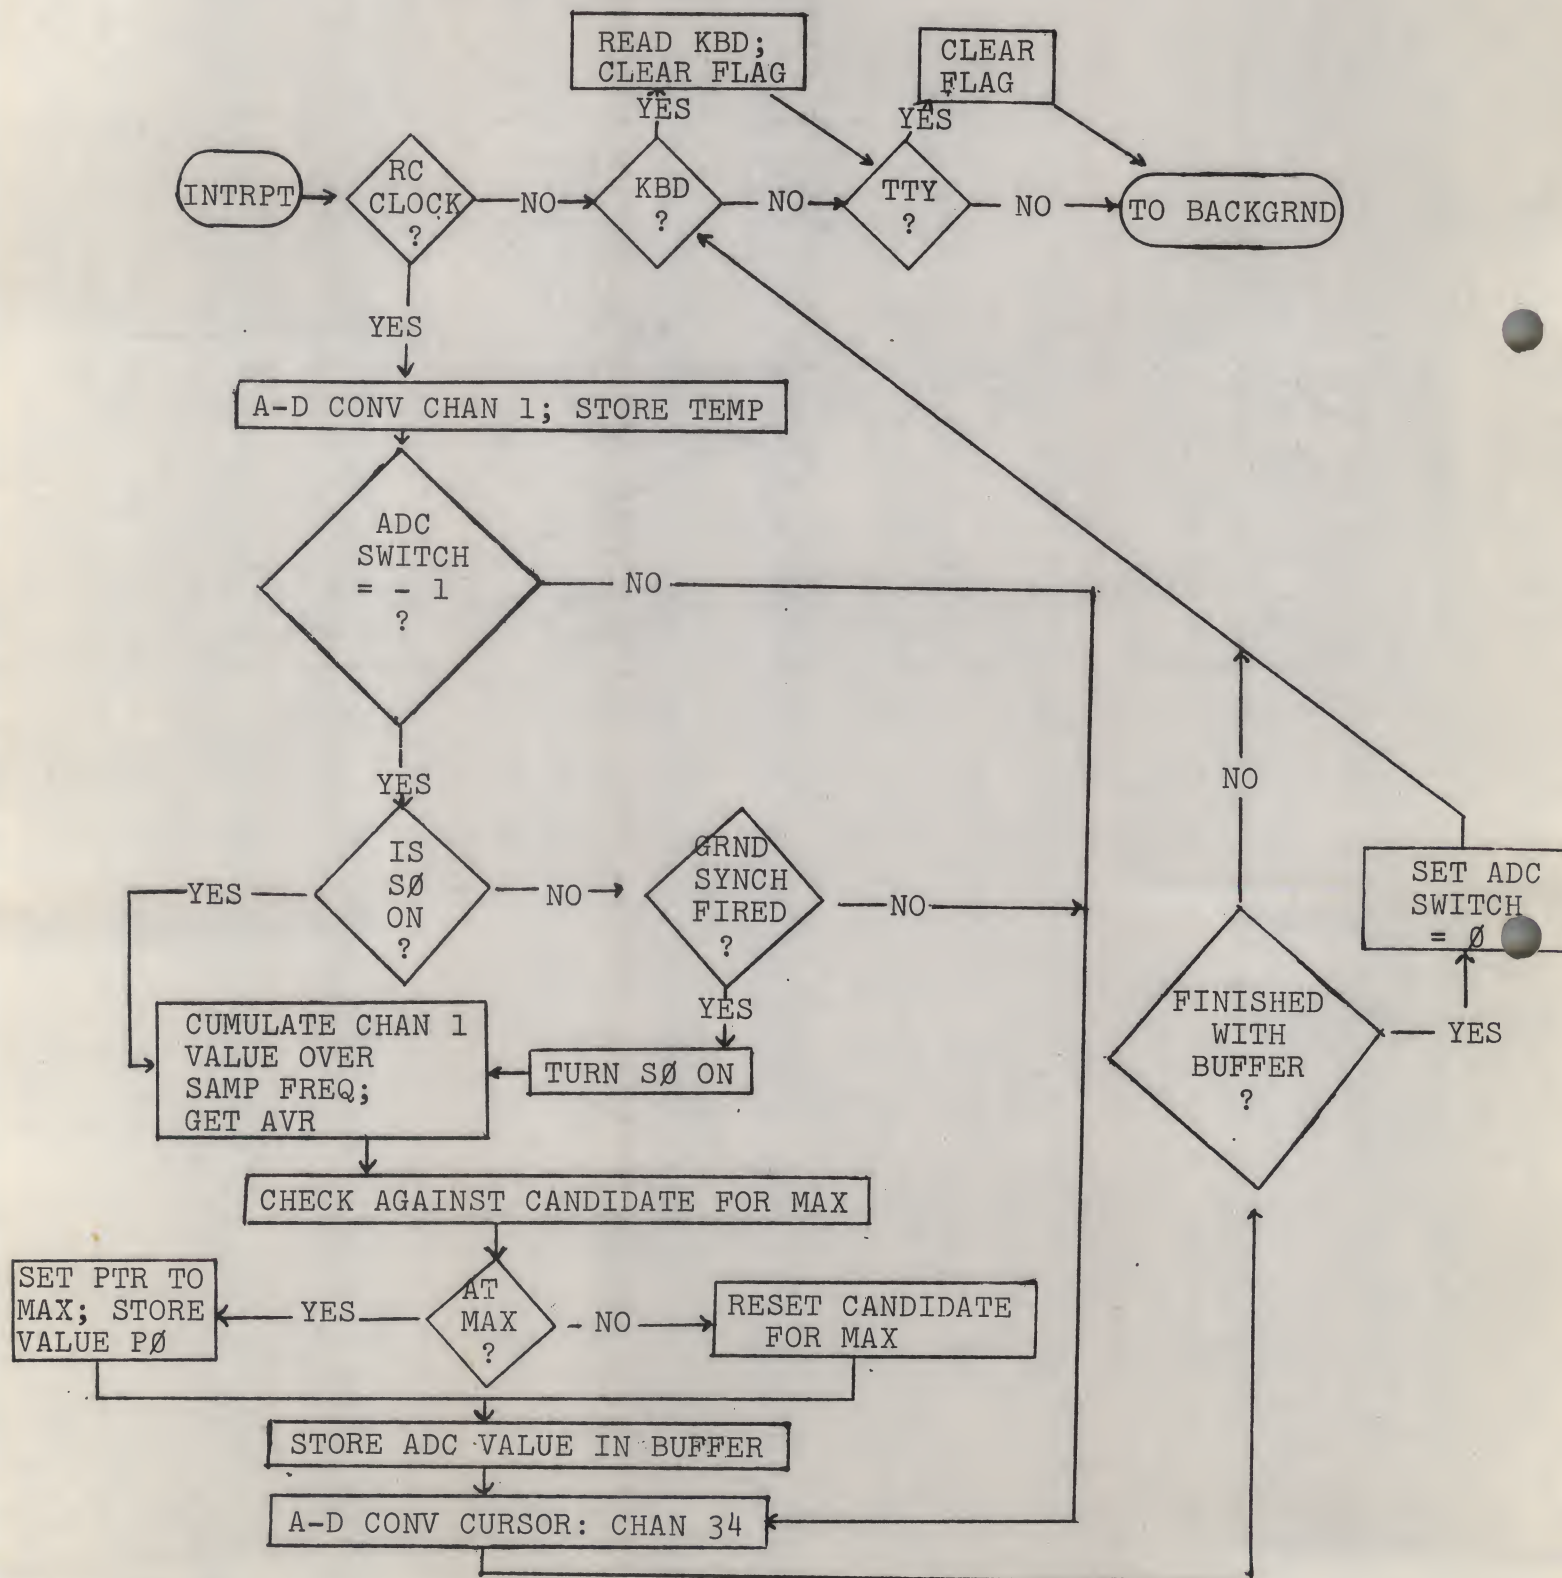 READ KBD;
CLEAR FLAG
CLEAR
FLAG
YES
YES
INTRPT
RC
CLOCK
?
NO
KBD
?
NO
TTY
?
NO
TO BACKGRND
YES
A-D CONV CHAN 1; STORE TEMP
ADC
SWITCH
= - 1
?
NO
YES
IS
SØ
ON
?
YES
NO
GRND
SYNCH
FIRED
?
NO
YES
TURN SØ ON
CUMULATE CHAN 1
VALUE OVER
SAMP FREQ;
GET AVR
CHECK AGAINST CANDIDATE FOR MAX
AT
MAX
?
YES
SET PTR TO
MAX; STORE
VALUE PØ
NO
RESET CANDIDATE
FOR MAX
STORE ADC VALUE IN BUFFER
A-D CONV CURSOR: CHAN 34
FINISHED
WITH
BUFFER
?
NO
YES
SET ADC
SWITCH
= Ø